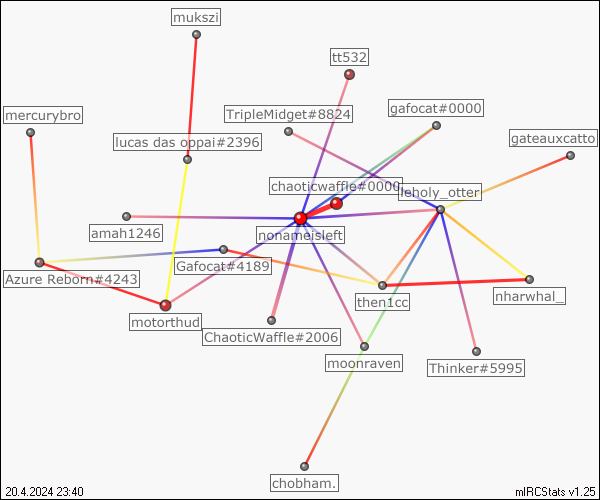 mukszi
tt532
mercurybro
TripleMidget#8824
gafocat#0000
gateauxcatto
lucas das oppai#2396
chaoticwaffle#0000
leholy_otter
amah1246
nonameisleft
Azure Reborn#4243
Gafocat#4189
then1cc
nharwhal_
motorthud
ChaoticWaffle#2006
moonraven
Thinker#5995
chobham.
20.4.2024 23:40
mIRCStats v1.25